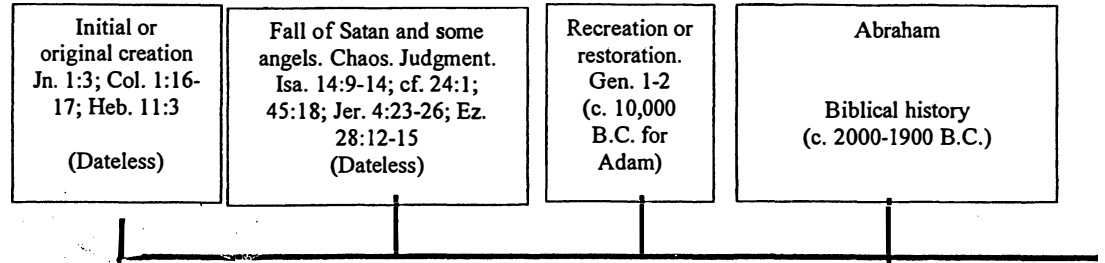 Initial or
original creation
Jn. 1:3; Col. 1:16-
17; Heb. 11:3
(Dateless)
Fall of Satan and some
angels. Chaos. Judgment.
Isa. 14:9-14; cf. 24:1;
45:18; Jer. 4:23-26; Ez.
28:12-15
(Dateless)
Recreation or
restoration.
Gen. 1-2
(c. 10,000
B.C. for
Adam)
Abraham
Biblical history
(c. 2000-1900 B.C.)